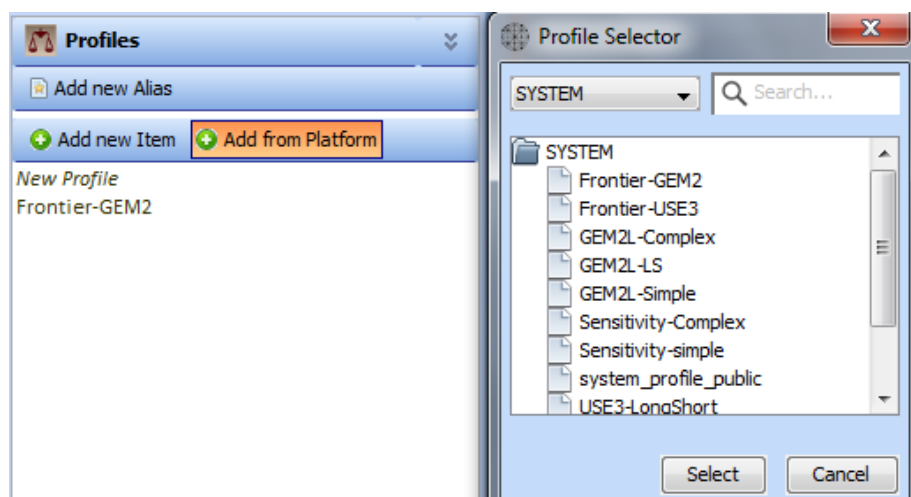 Profiles
Add new Alias
Add new Item Add from Platform
New Profile
Frontier-GEM2
Profile Selector
SYSTEM Search...
SYSTEM
Frontier-GEM2
Frontier-USE3
GEM2L-Complex
GEM2L-LS
GEM2L-Simple
Sensitivity-Complex
Sensitivity-simple
system_profile_public
USE3-LongShort
Select Cancel